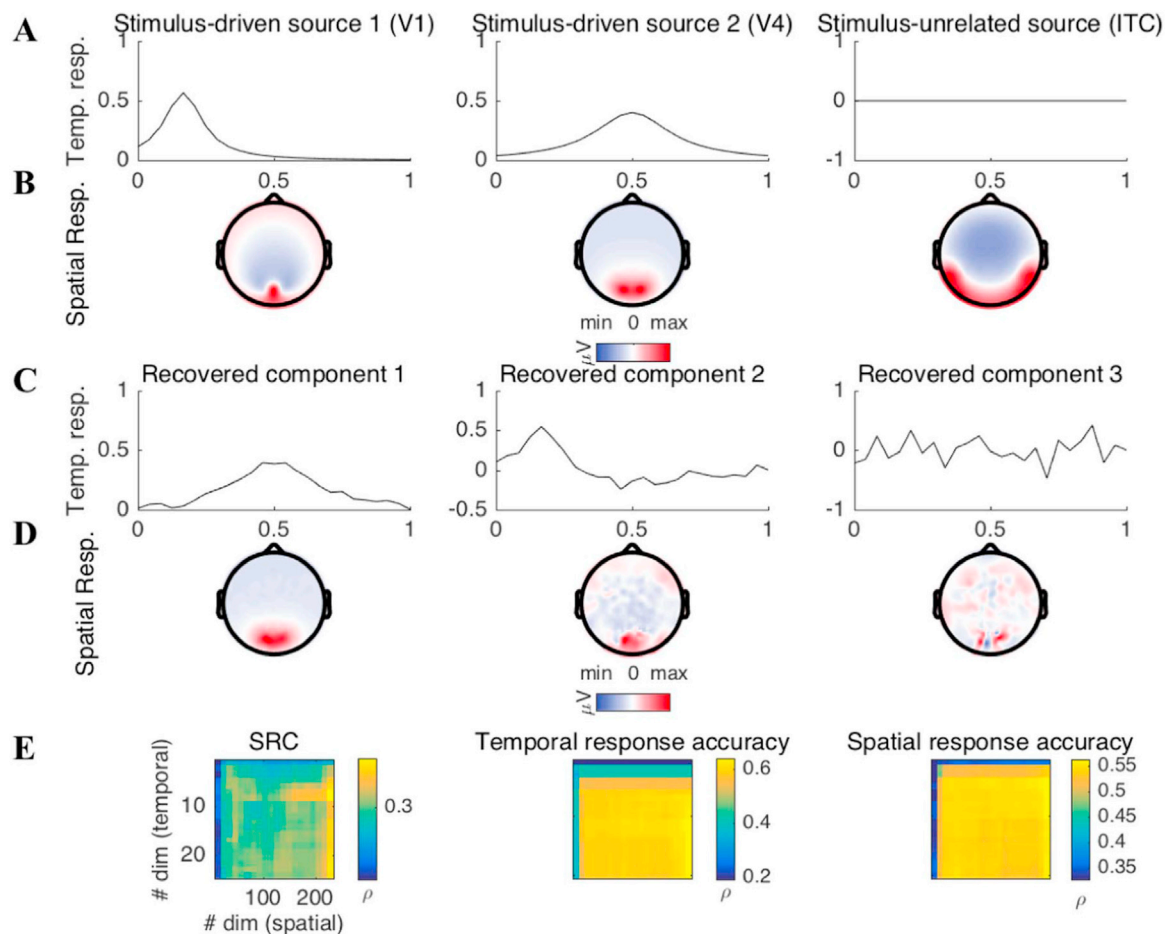 A
Stimulus-driven source 1 (V1) Stimulus-driven source 2 (V4) Stimulus-unrelated source (ITC)
Temp. resp.
1 1 1
0.5 0.5 0
0 0 -1
0 0.5 1 0 0.5 1 0 0.5 1
B
Spatial Resp.
min 0 max
μV
C
Recovered component 1 Recovered component 2 Recovered component 3
Temp. resp.
1 1 1
0.5 0.5 0
0 0 -1
-0.5
0 0.5 1 0 0.5 1 0 0.5 1
D
Spatial Resp.
min 0 max
μV
E
SRC Temporal response accuracy Spatial response accuracy
# dim (temporal)
10
20
100 200
# dim (spatial)
0.3
ρ
0.6
0.4
0.2
ρ
0.55
0.5
0.45
0.4
0.35
ρ